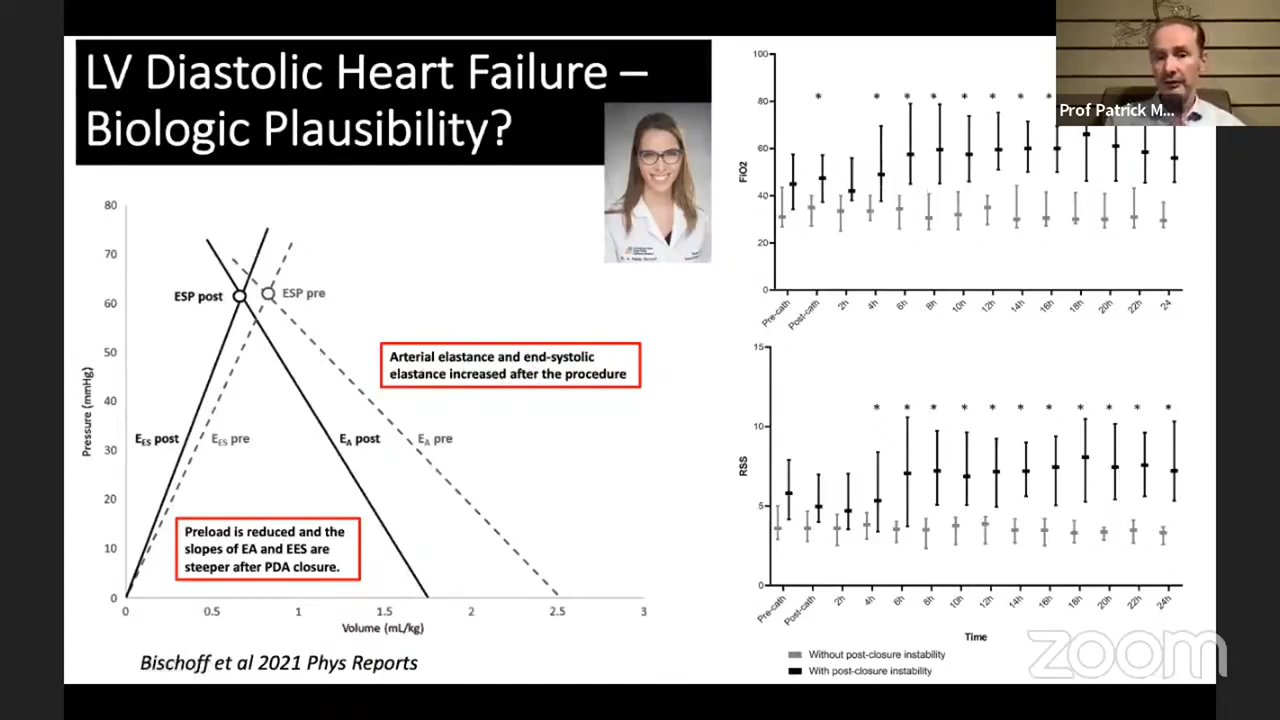 LV Diastolic Heart Failure –
Biologic Plausibility?
Prof Patrick M...
80
70
60
50
40
30
20
10
0
Pressure (mmHg)
0
0.5
1
1.5
2
2.5
3
Volume (mL/kg)
ESP post
ESP pre
E_ES post
E_ES pre
E_A post
E_A pre
Arterial elastance and end-systolic
elastance increased after the procedure
Preload is reduced and the
slopes of EA and EES are
steeper after PDA closure.
Bischoff et al 2021 Phys Reports
100
80
60
40
20
0
FiO2
* * * * * * * *
Pre-cath
Post-cath
2h
4h
6h
8h
10h
12h
14h
16h
18h
20h
22h
24
15
10
5
0
RSS
* * * * * * * * * * *
Pre-cath
Post-cath
2h
4h
6h
8h
10h
12h
14h
16h
18h
20h
22h
24h
Time
Without post-closure instability
With post-closure instability
zoom